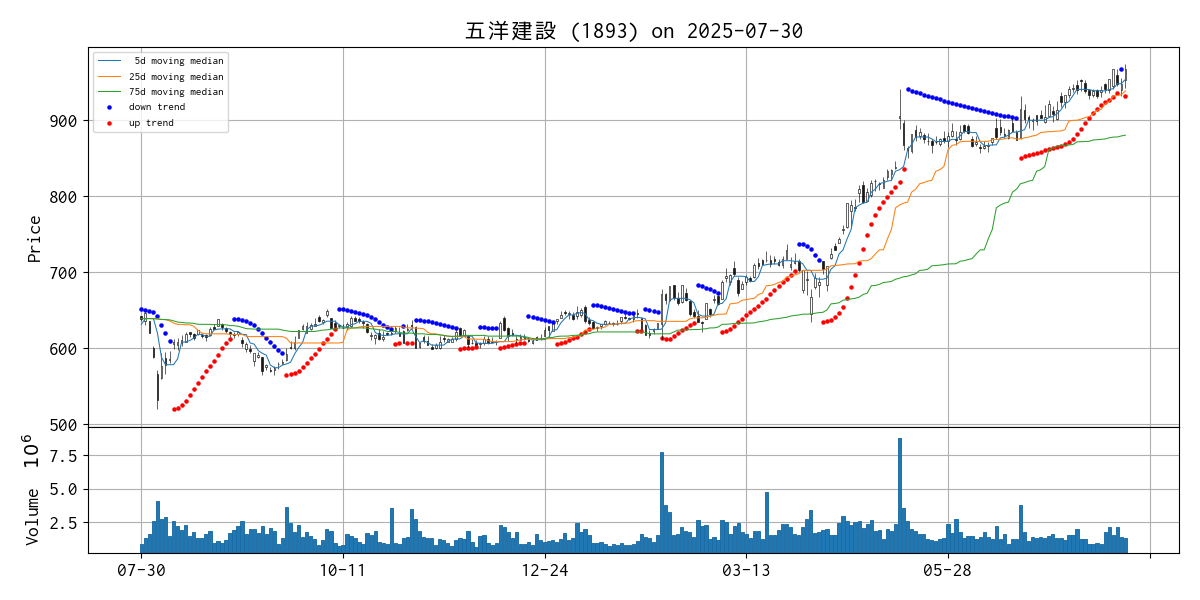 五洋建設 (1893) on 2025-07-30
5d moving median
25d moving median
75d moving median
down trend
up trend
Price
900
800
700
600
500
Volume 10^6
7.5
5.0
2.5
07-30 10-11 12-24 03-13 05-28